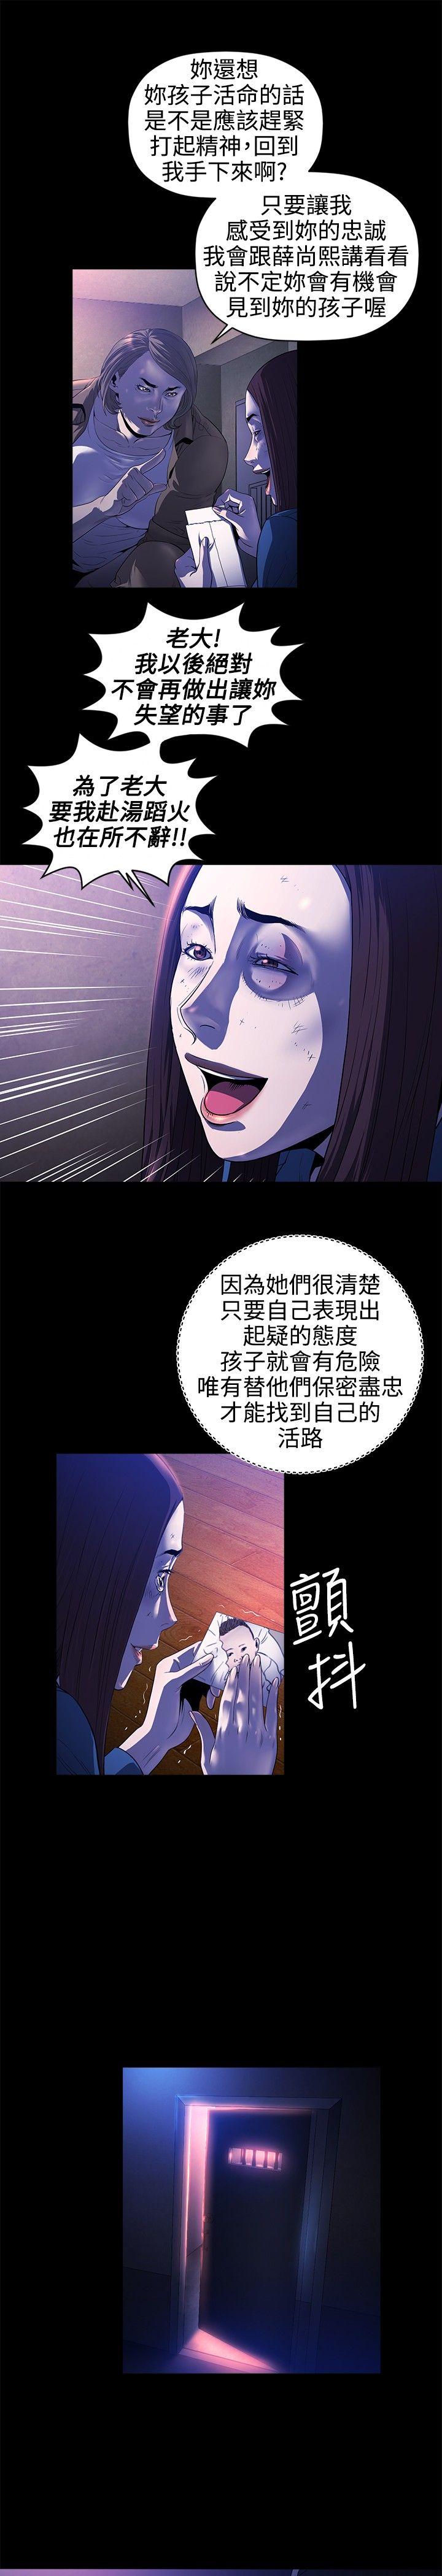 妳還想
妳孩子活命的話
是不是應該趕緊
打起精神,回到
我手下來啊?
只要讓我
感受到妳的忠誠
我會跟薛尚熙講看看
說不定妳會有機會
見到妳的孩子喔
老大!
我以後絕對
不會再做出讓妳
失望的事了
為了老大
要我赴湯蹈火
也在所不辭!!
因為她們很清楚
只要自己表現出
起疑的態度
孩子就會有危險
唯有替他們保密盡忠
才能找到自己的
活路
顫
抖